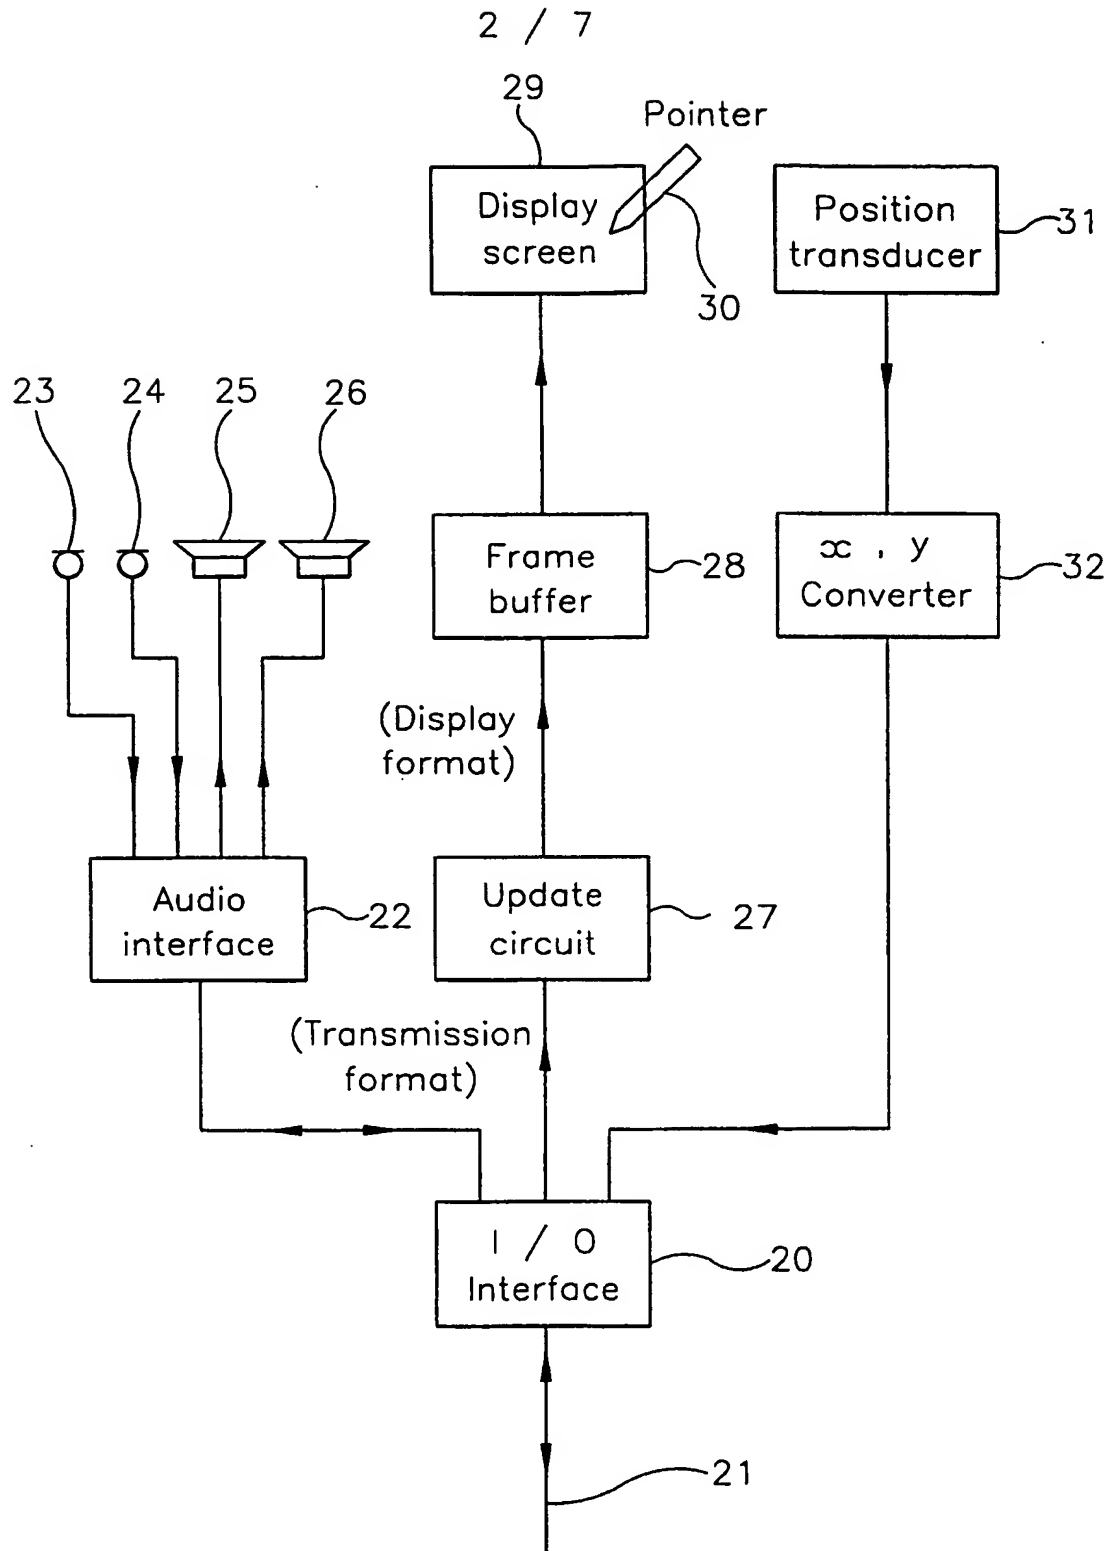 2 / 7
29
Pointer
Display
screen
30
Position
transducer
31
23
24
25
26
Frame
buffer
28
x , y
Converter
32
(Display
format)
Audio
interface
22
Update
circuit
27
(Transmission
format)
I / O
Interface
20
21